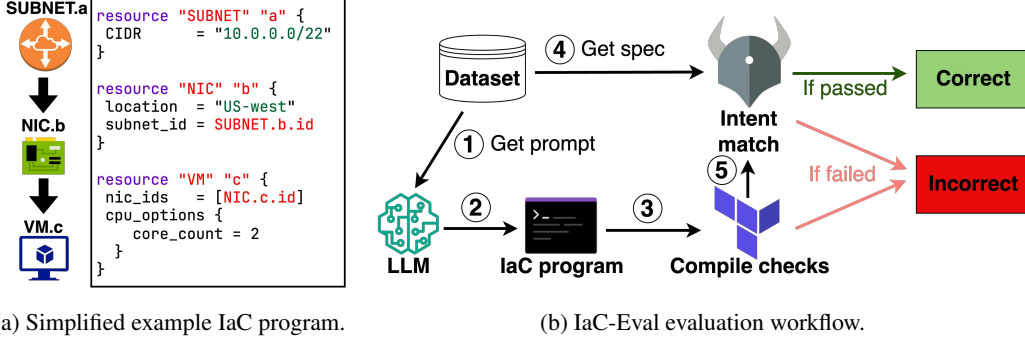 SUBNET.a
NIC.b
VM.c
resource "SUBNET" "a" {
CIDR = "10.0.0.0/22"
}
resource "NIC" "b" {
location = "US-west"
subnet_id = SUBNET.b.id
}
resource "VM" "c" {
nic_ids = [NIC.c.id]
cpu_options {
core_count = 2
}
}
a) Simplified example IaC program.
Dataset
4 Get spec
1 Get prompt
LLM
2
>_
IaC program
3
Compile checks
5
Intent
match
If passed
Correct
If failed
Incorrect
(b) IaC-Eval evaluation workflow.